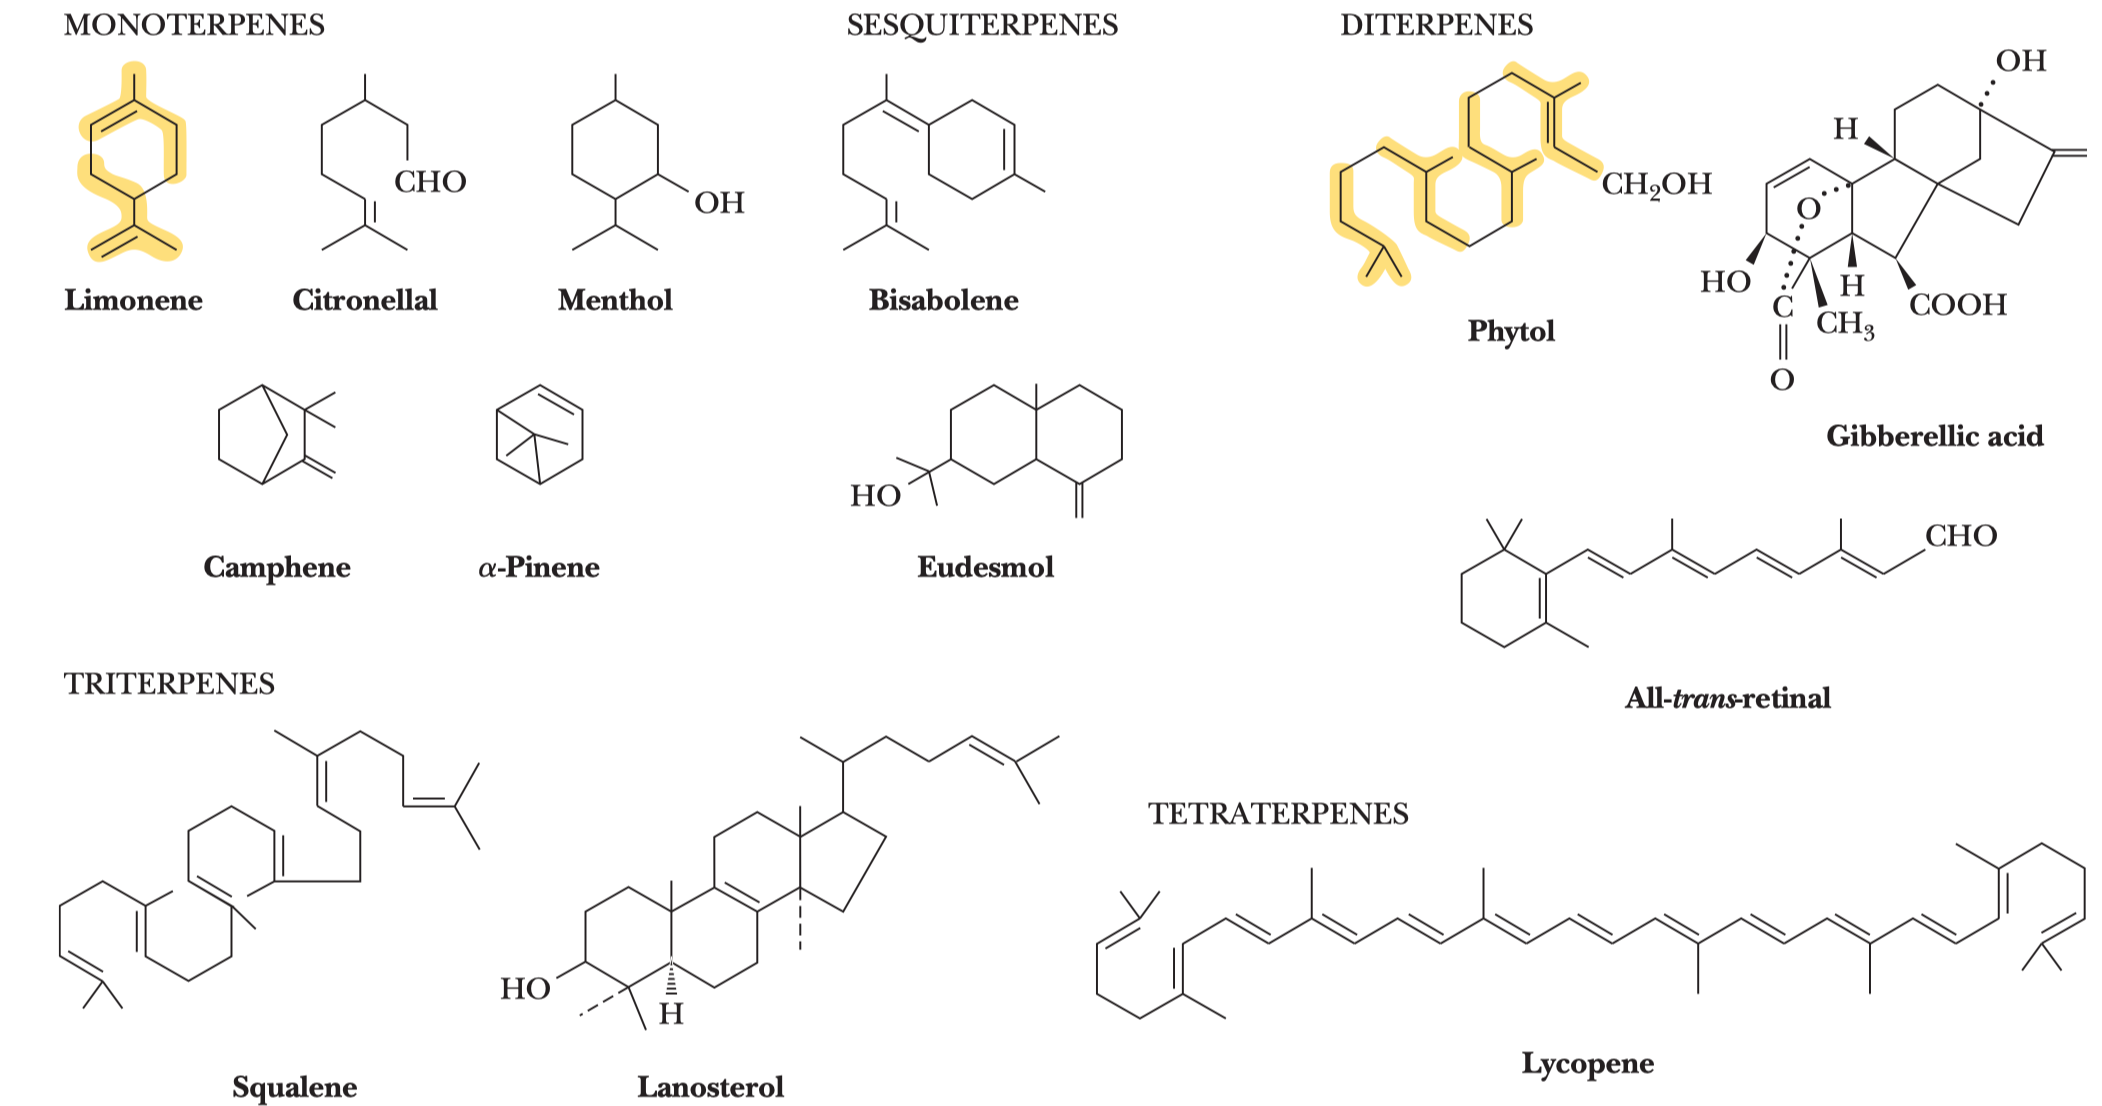 MONOTERPENES
SESQUITERPENES
DITERPENES
CHO
OH
Limonene
Citronellal
Menthol
Bisabolene
CH₂OH
Phytol
OH
H
O
HO
H
C
CH₃
COOH
O
Gibberellic acid
HO
Camphene
α-Pinene
Eudesmol
CHO
All-trans-retinal
TRITERPENES
HO
H
Squalene
Lanosterol
TETRATERPENES
Lycopene